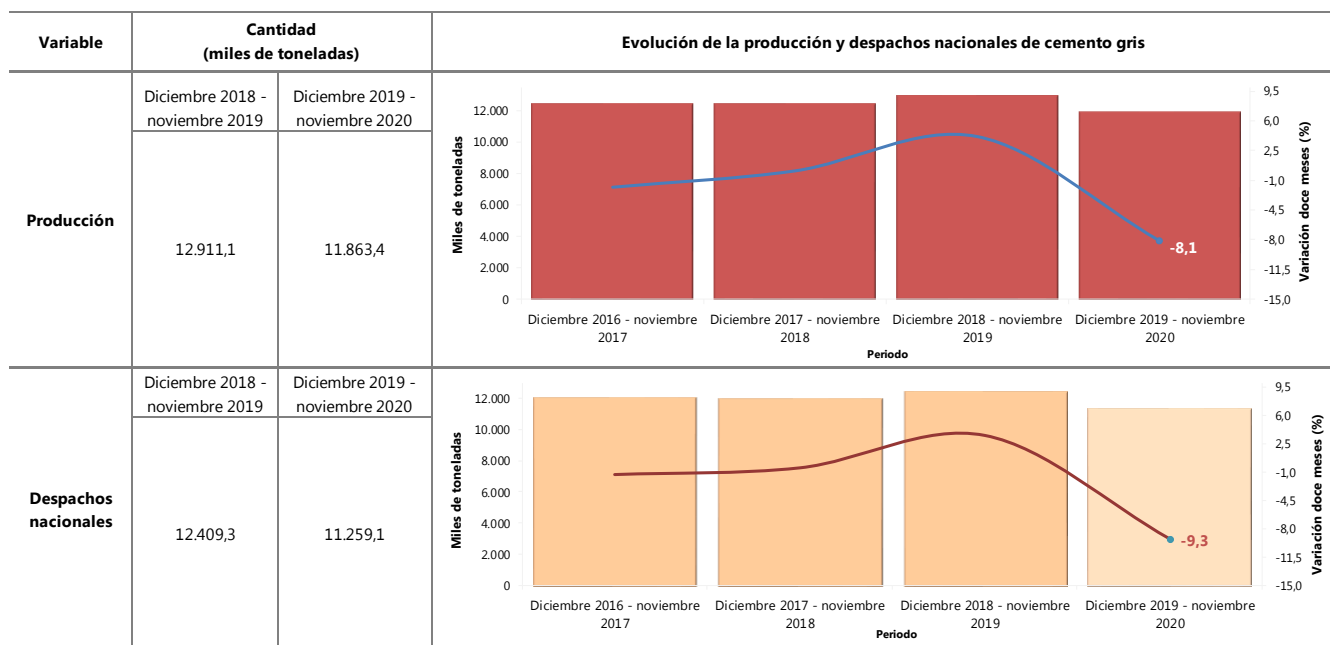 Variable
Cantidad
(miles de toneladas)
Evolución de la producción y despachos nacionales de cemento gris
Producción
Diciembre 2018 -
noviembre 2019
Diciembre 2019 -
noviembre 2020
12.911,1
11.863,4
Miles de toneladas
12.000
10.000
8.000
6.000
4.000
2.000
0
9,5
6,0
2,5
-1,0
-4,5
-8,0
-11,5
-15,0
Variación doce meses (%)
-8,1
Diciembre 2016 - noviembre
2017
Diciembre 2017 - noviembre
2018
Diciembre 2018 - noviembre
2019
Diciembre 2019 - noviembre
2020
Periodo
Despachos
nacionales
Diciembre 2018 -
noviembre 2019
Diciembre 2019 -
noviembre 2020
12.409,3
11.259,1
Miles de toneladas
12.000
10.000
8.000
6.000
4.000
2.000
0
9,5
6,0
2,5
-1,0
-4,5
-8,0
-11,5
-15,0
Variación doce meses (%)
-9,3
Diciembre 2016 - noviembre
2017
Diciembre 2017 - noviembre
2018
Diciembre 2018 - noviembre
2019
Diciembre 2019 - noviembre
2020
Periodo